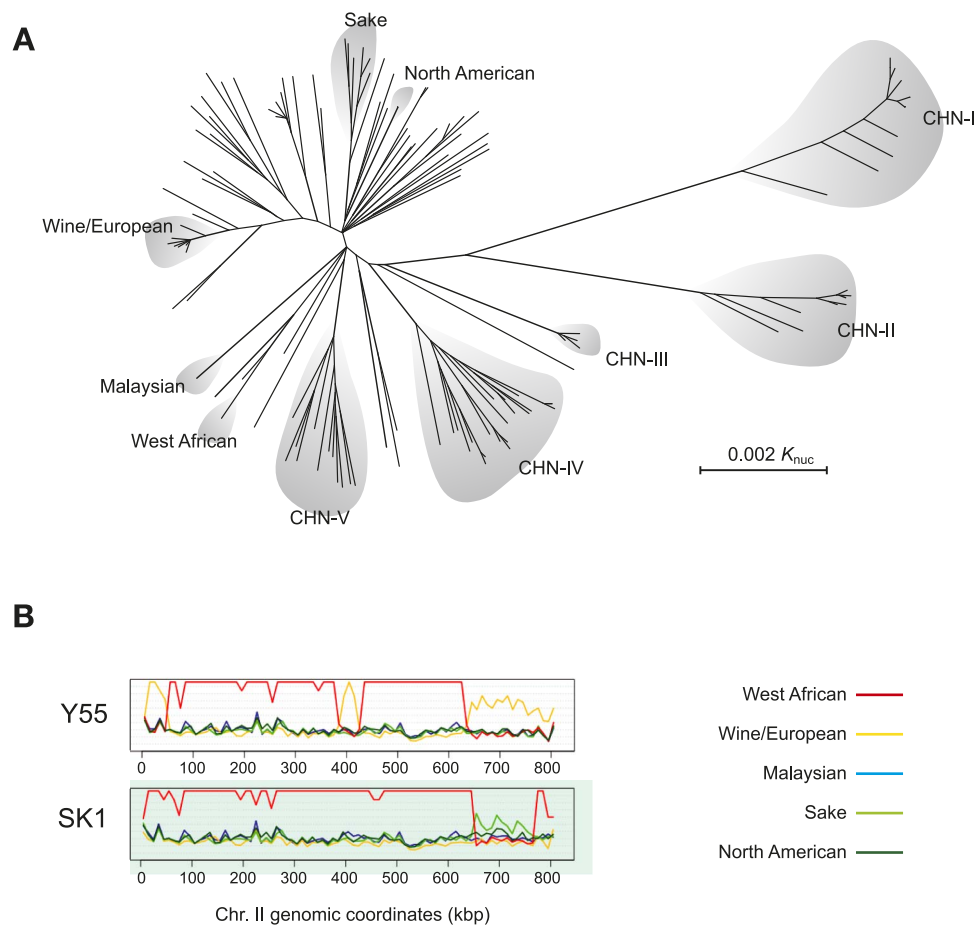 A
Sake
North American
CHN-I
Wine/European
CHN-II
CHN-III
Malaysian
West African
CHN-IV
0.002 Knuc
CHN-V
B
Y55
0 100 200 300 400 500 600 700 800
SK1
0 100 200 300 400 500 600 700 800
Chr. II genomic coordinates (kbp)
West African
Wine/European
Malaysian
Sake
North American